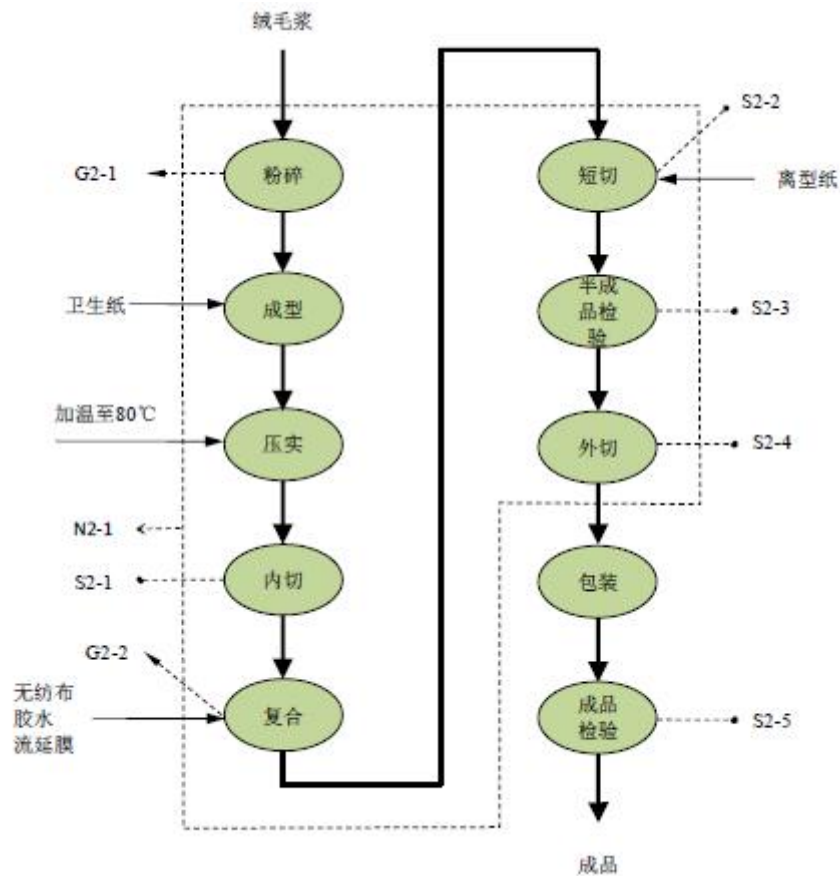 绒毛浆
S2-2
G2-1
粉碎
短切
离型纸
卫生纸
成型
半成
品检
验
S2-3
加温至80℃
压实
外切
S2-4
N2-1
S2-1
内切
包装
G2-2
无纺布
胶水
流延膜
复合
成品
检验
S2-5
成品